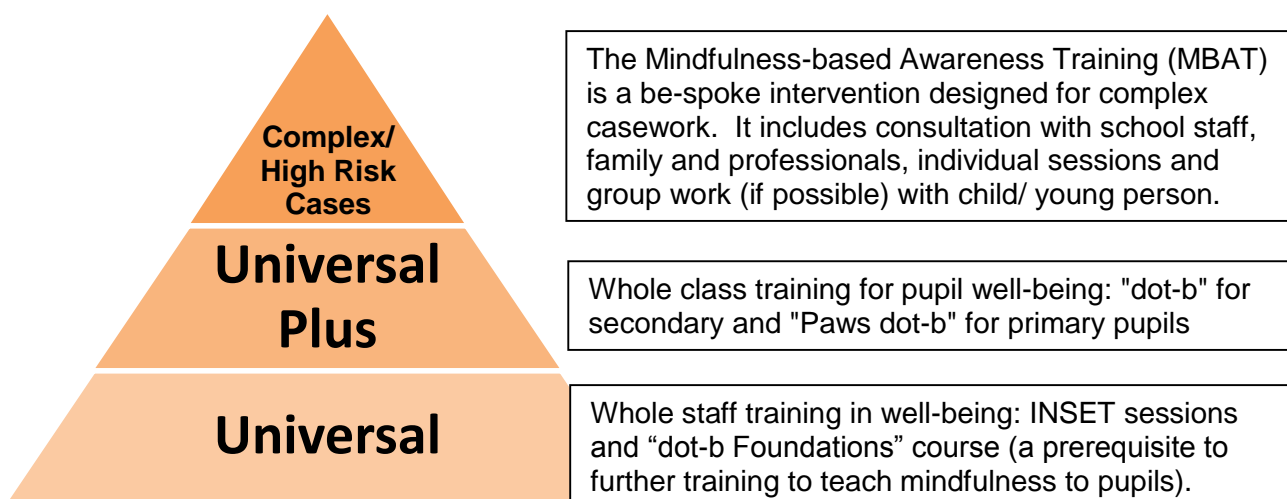 Complex/
High Risk
Cases
The Mindfulness-based Awareness Training (MBAT)
is a be-spoke intervention designed for complex
casework.  It includes consultation with school staff,
family and professionals, individual sessions and
group work (if possible) with child/ young person.
Universal
Plus
Whole class training for pupil well-being: "dot-b" for
secondary and "Paws dot-b" for primary pupils
Universal
Whole staff training in well-being: INSET sessions
and “dot-b Foundations” course (a prerequisite to
further training to teach mindfulness to pupils).